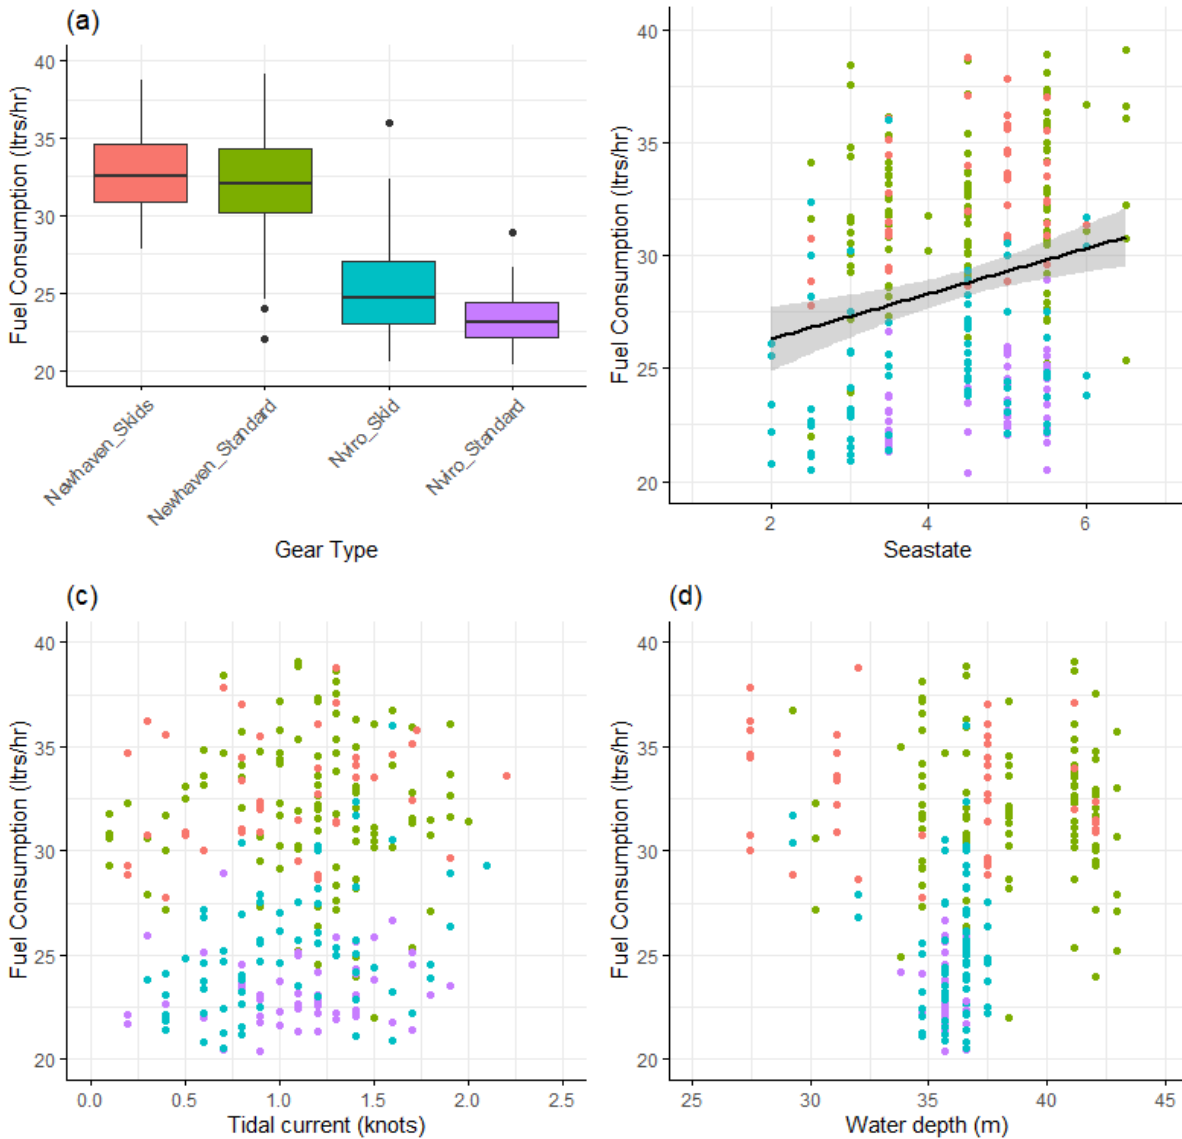 (a)
Fuel Consumption (ltrs/hr)
40
35
30
25
20
Newhaven_Skids
Newhaven_Standard
Nviro_Skid
Nviro_Standard
Gear Type
Fuel Consumption (ltrs/hr)
40
35
30
25
20
2 4 6
Seastate
(c)
Fuel Consumption (ltrs/hr)
40
35
30
25
20
0.0 0.5 1.0 1.5 2.0 2.5
Tidal current (knots)
(d)
Fuel Consumption (ltrs/hr)
40
35
30
25
20
25 30 35 40 45
Water depth (m)